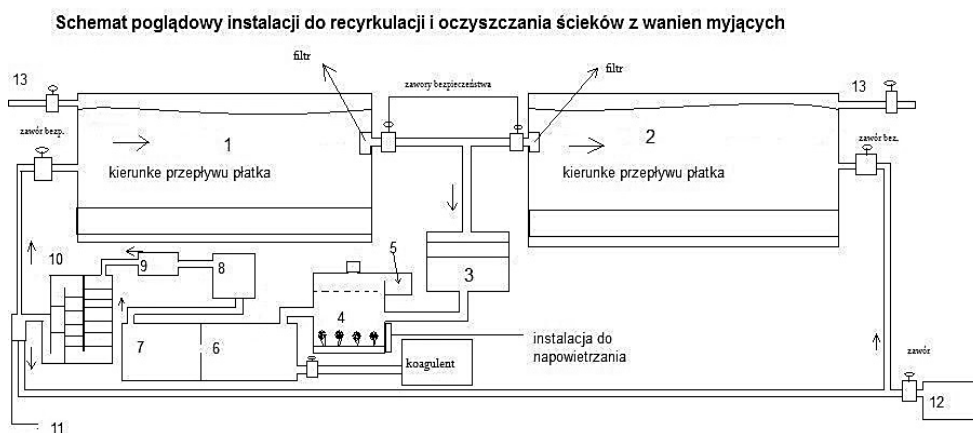 Schemat poglądowy instalacji do recyrkulacji i oczyszczania ścieków z wanien myjących
filtr
zawory bezpieczeństwa
filtr
13
13
zawór bezp.
1
kierunke przepływu płatka
2
kierunke przepływu płatka
zawór bez.
10
9
8
5
3
4
7
6
instalacja do
napowietrzania
koagulent
zawór
12
11